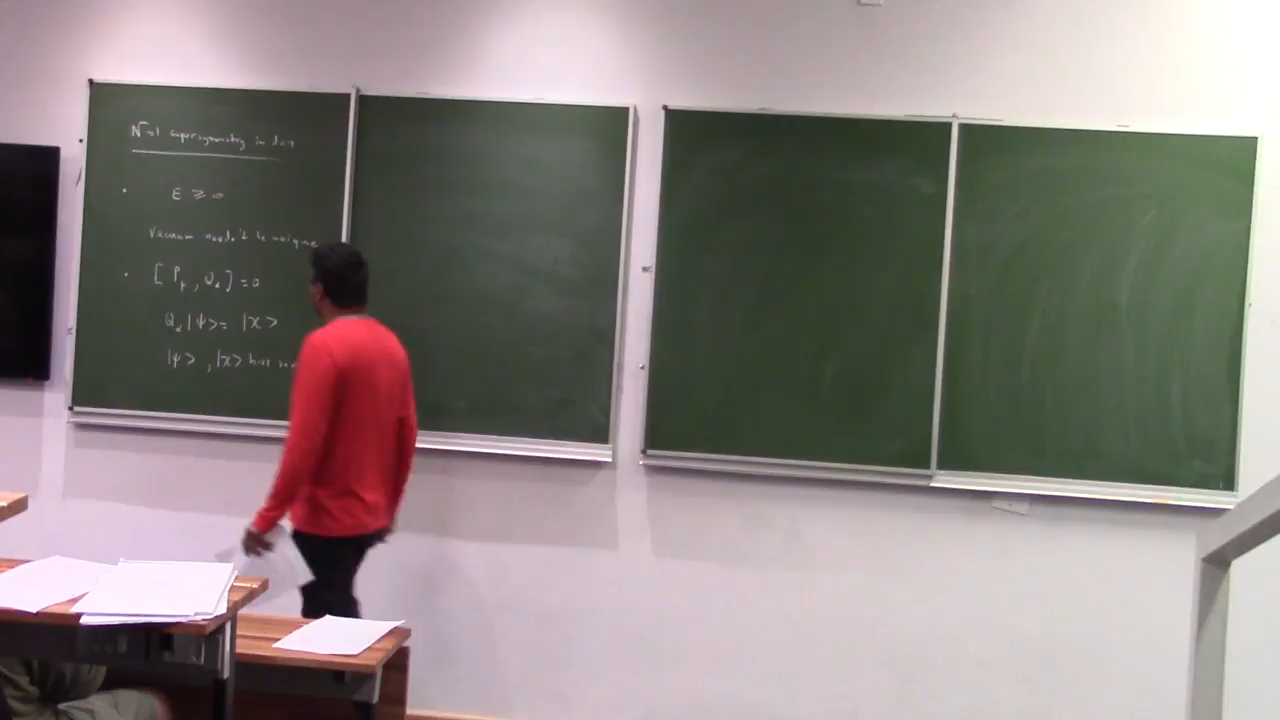 N=1 supersymmetry in d=4
• E ≥ 0
Vacuum needn't be unique
• [P_μ, Q_α] = 0
Q_α|ψ> = |χ>
|ψ>, |χ> have